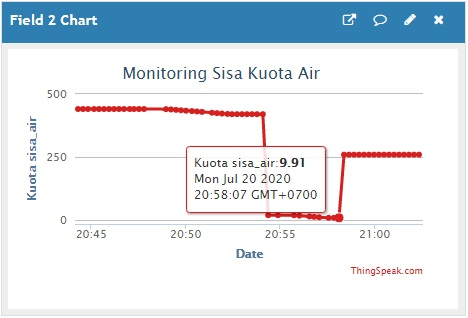 Field 2 Chart
Monitoring Sisa Kuota Air
500
250
0
Kuota sisa_air
Kuota sisa_air:9.91
Mon Jul 20 2020
20:58:07 GMT+0700
20:45 20:50 20:55 21:00
Date
ThingSpeak.com